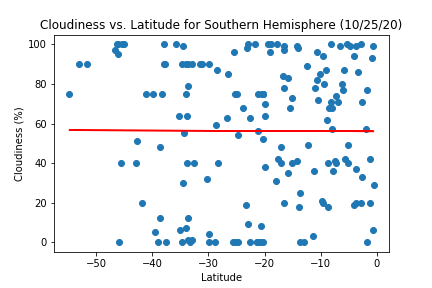 Cloudiness vs. Latitude for Southern Hemisphere (10/25/20)
100
80
60
40
20
0
Cloudiness (%)
−50 −40 −30 −20 −10 0
Latitude